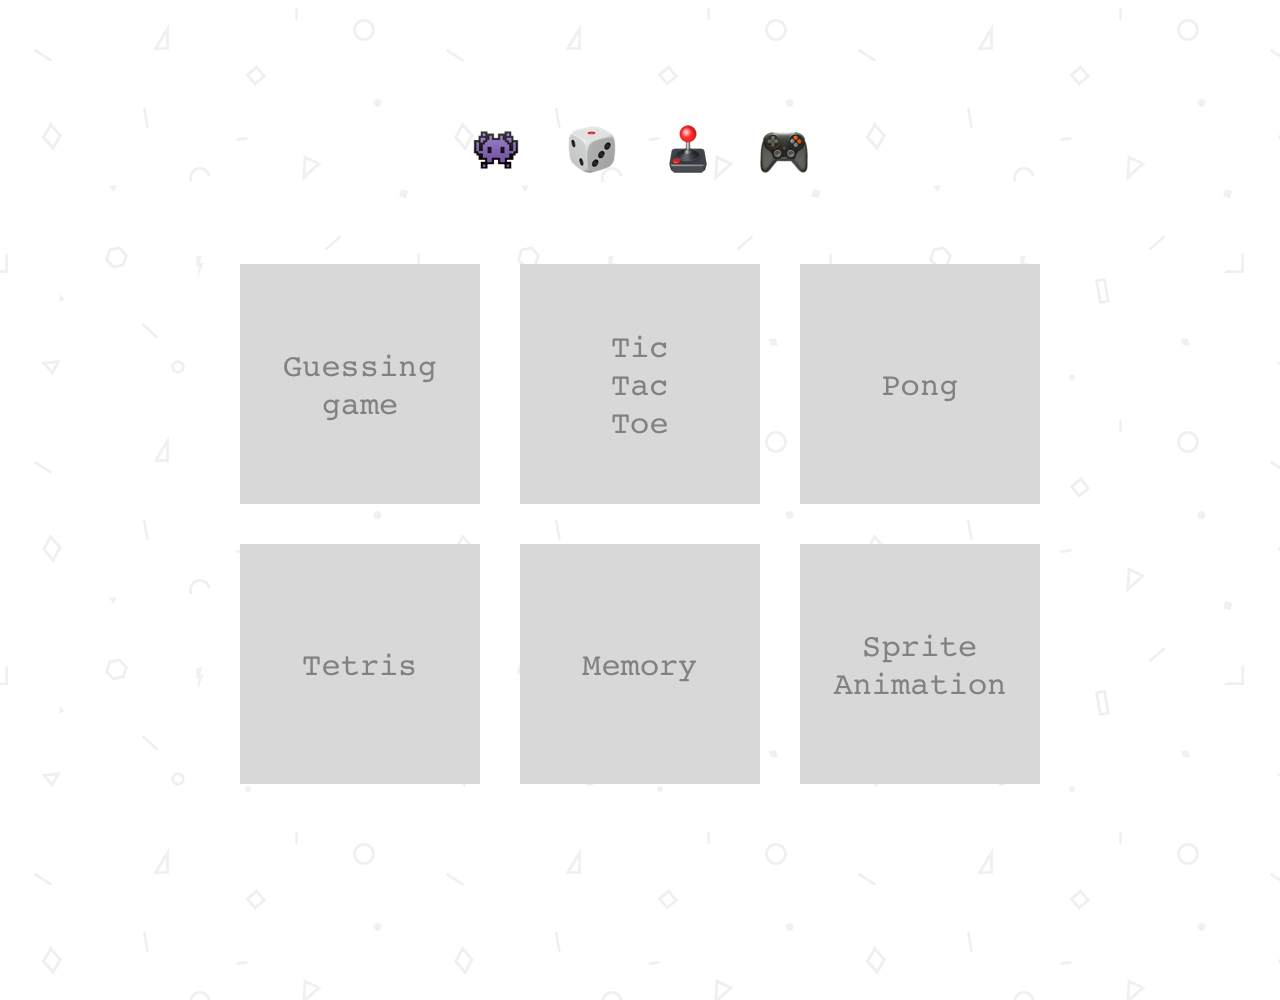 Guessing
game
Tic
Tac
Toe
Pong
Tetris
Memory
Sprite
Animation